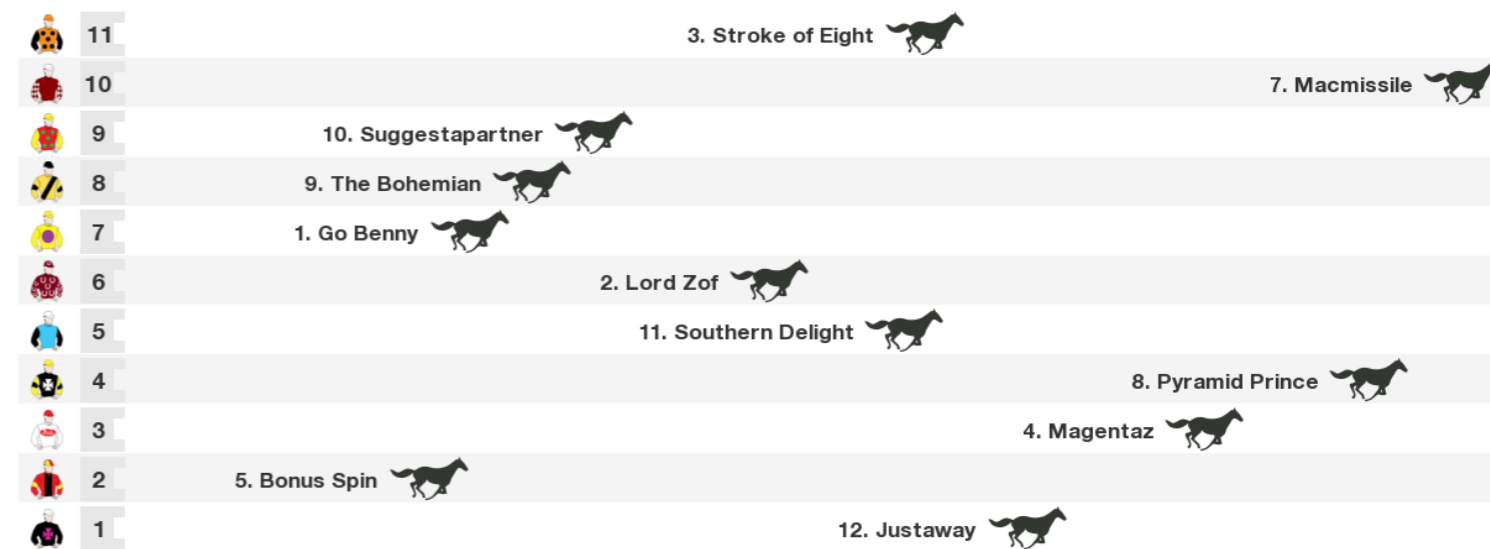 11 3. Stroke of Eight
10 7. Macmissile
9 10. Suggestapartner
8 9. The Bohemian
7 1. Go Benny
6 2. Lord Zof
5 11. Southern Delight
4 8. Pyramid Prince
3 4. Magentaz
2 5. Bonus Spin
1 12. Justaway